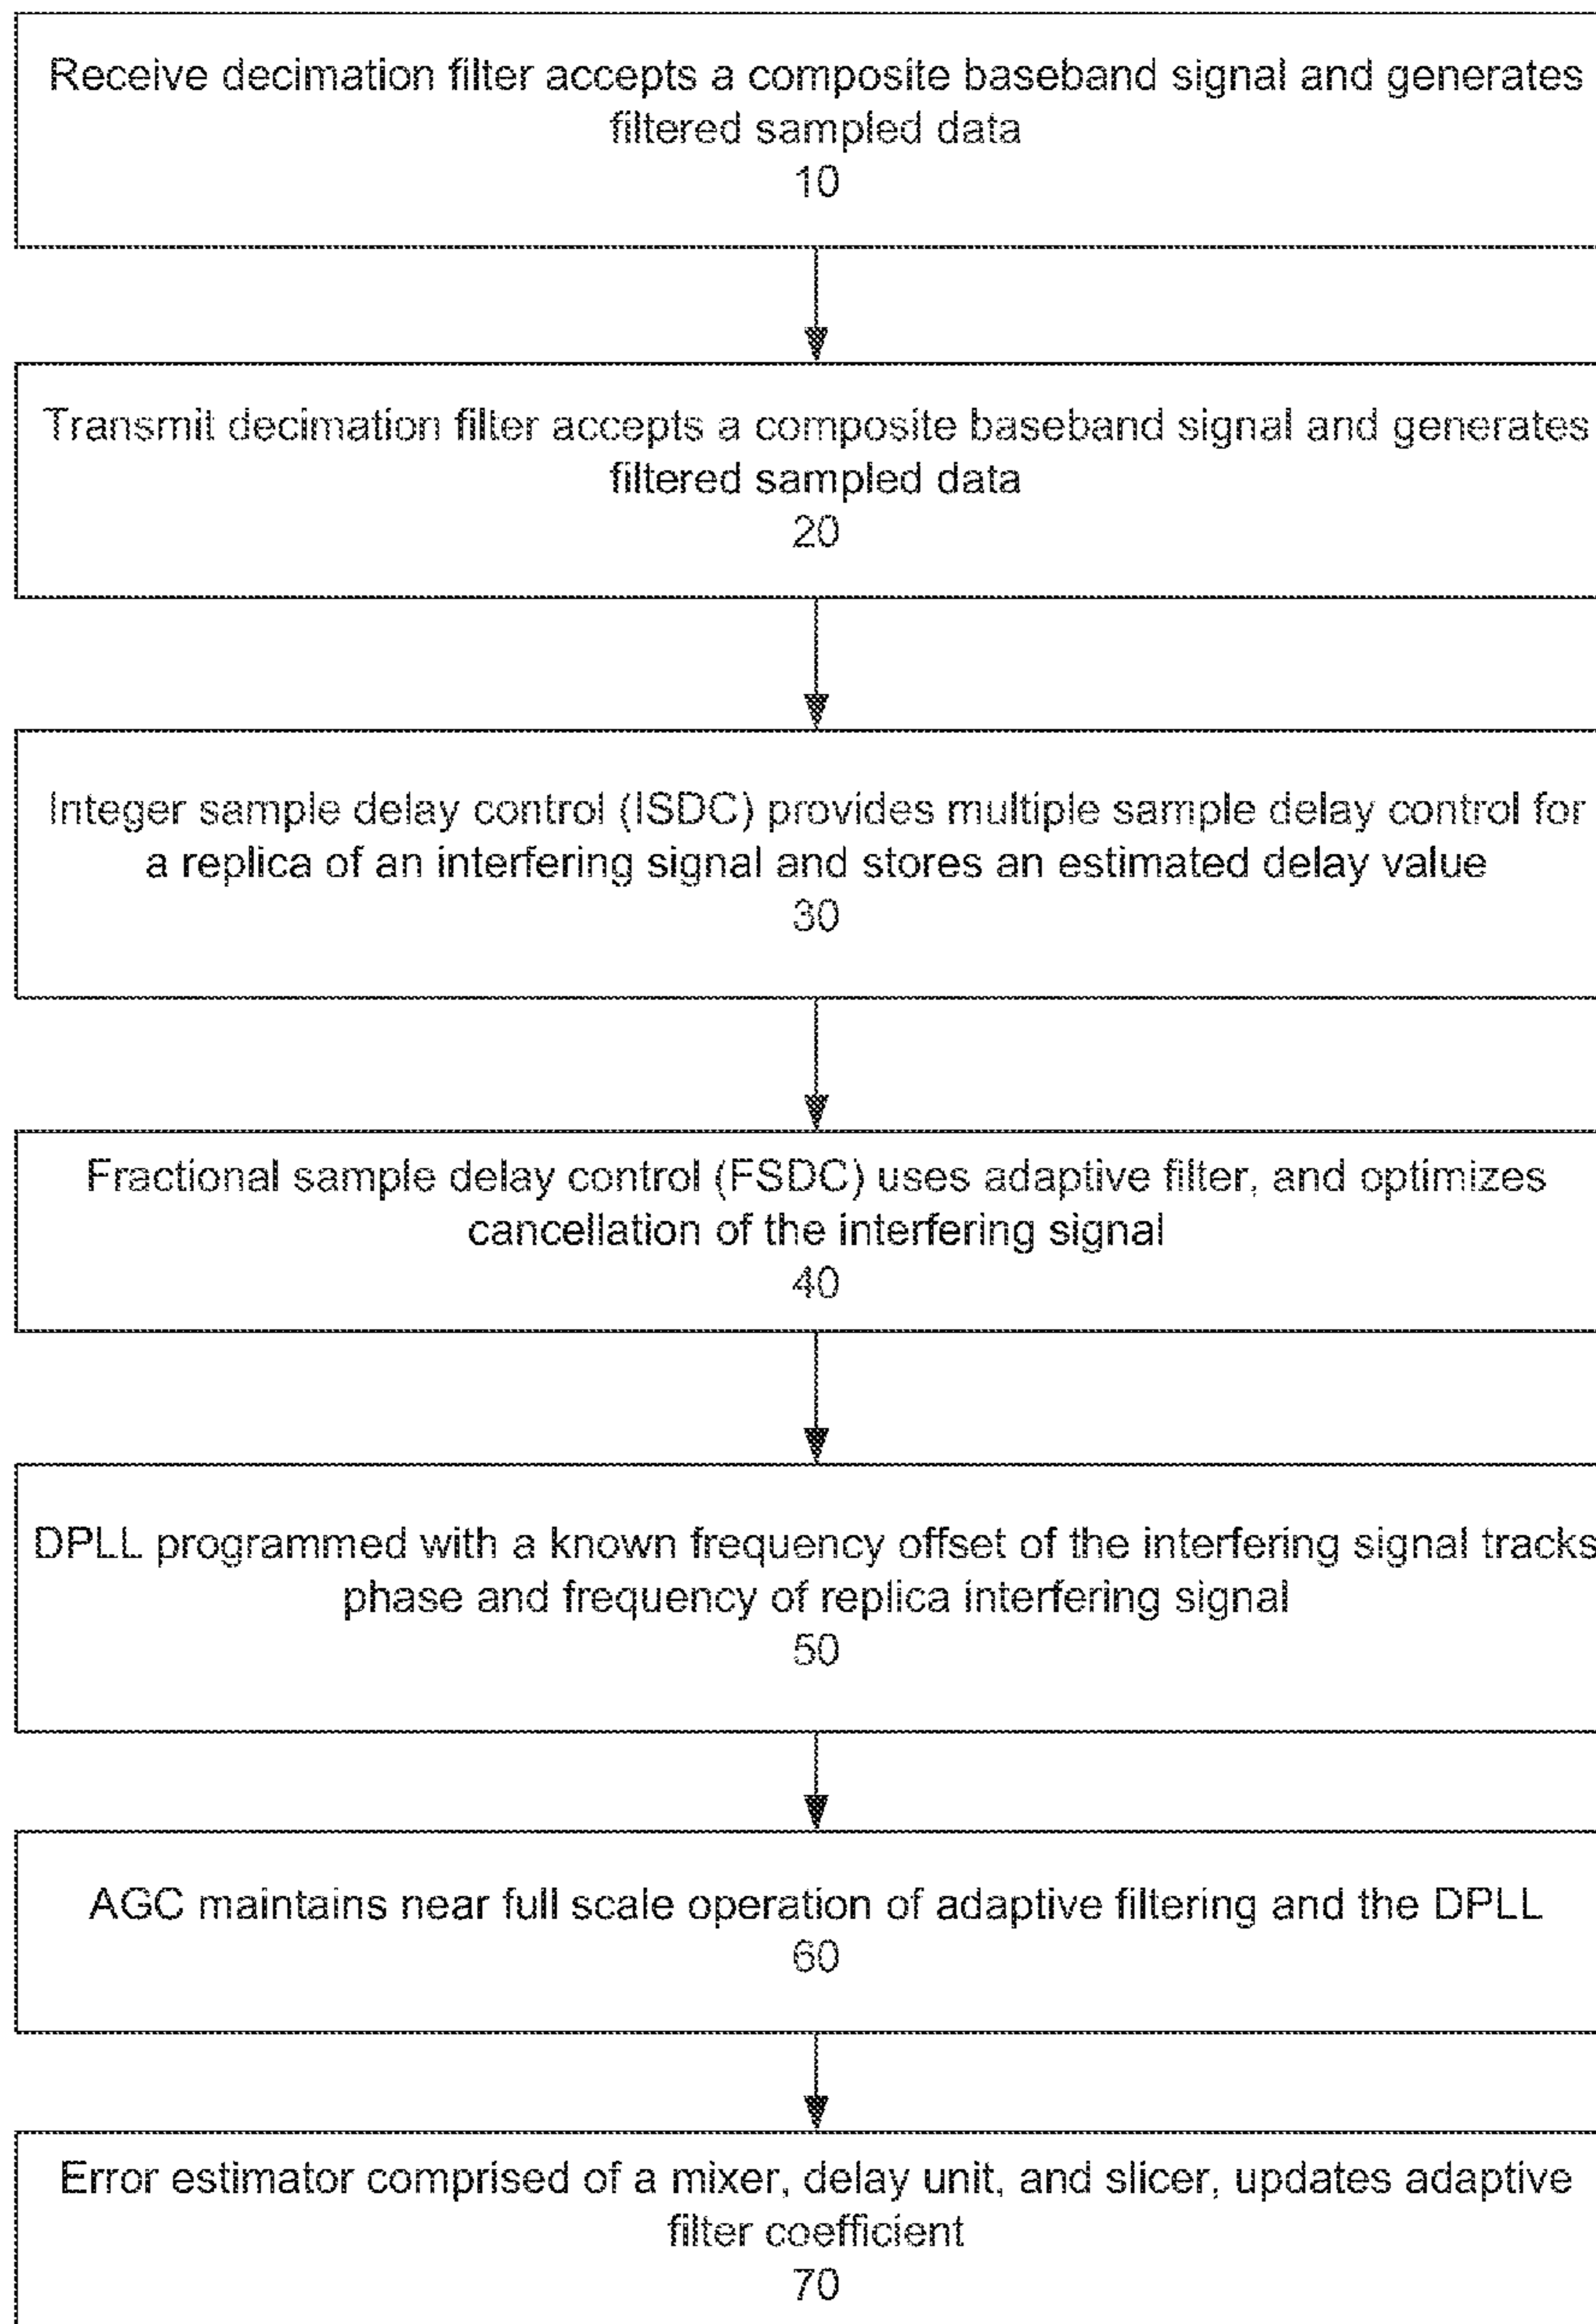 Receive decimation filter accepts a composite baseband signal and generates
filtered sampled data
10
Transmit decimation filter accepts a composite baseband signal and generates
filtered sampled data
20
Integer sample delay control (ISDC) provides multiple sample delay control for
a replica of an interfering signal and stores an estimated delay value
30
Fractional sample delay control (FSDC) uses adaptive filter, and optimizes
cancellation of the interfering signal
40
DPLL programmed with a known frequency offset of the interfering signal tracks
phase and frequency of replica interfering signal
50
AGC maintains near full scale operation of adaptive filtering and the DPLL
60
Error estimator comprised of a mixer, delay unit, and slicer, updates adaptive
filter coefficient
70